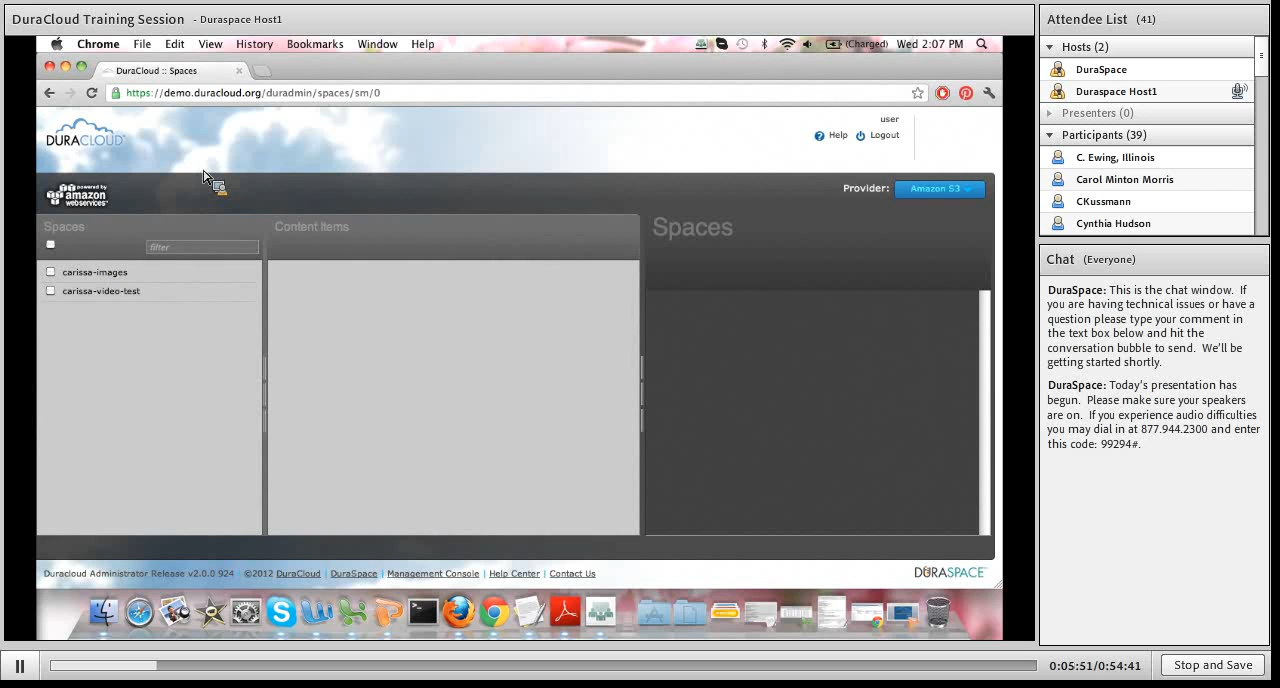 DuraCloud Training Session - Duraspace Host1
Chrome File Edit View History Bookmarks Window Help (Charged) Wed 2:07 PM
DuraCloud :: Spaces
https://demo.duracloud.org/duradmin/spaces/sm/0
DURACLOUD
user
Help Logout
powered by
amazon
webservices
Provider: Amazon S3
Spaces
filter
carissa-images
carissa-video-test
Content Items
Spaces
Duracloud Administrator Release v2.0.0 924 ©2012 DuraCloud DuraSpace Management Console Help Center Contact Us
DURASPACE
Attendee List (41)
Hosts (2)
DuraSpace
Duraspace Host1
Presenters (0)
Participants (39)
C. Ewing, Illinois
Carol Minton Morris
CKussmann
Cynthia Hudson
Chat (Everyone)
DuraSpace: This is the chat window. If
you are having technical issues or have a
question please type your comment in
the text box below and hit the
conversation bubble to send. We'll be
getting started shortly.
DuraSpace: Today's presentation has
begun. Please make sure your speakers
are on. If you experience audio difficulties
you may dial in at 877.944.2300 and enter
this code: 99294#.
0:05:51/0:54:41
Stop and Save